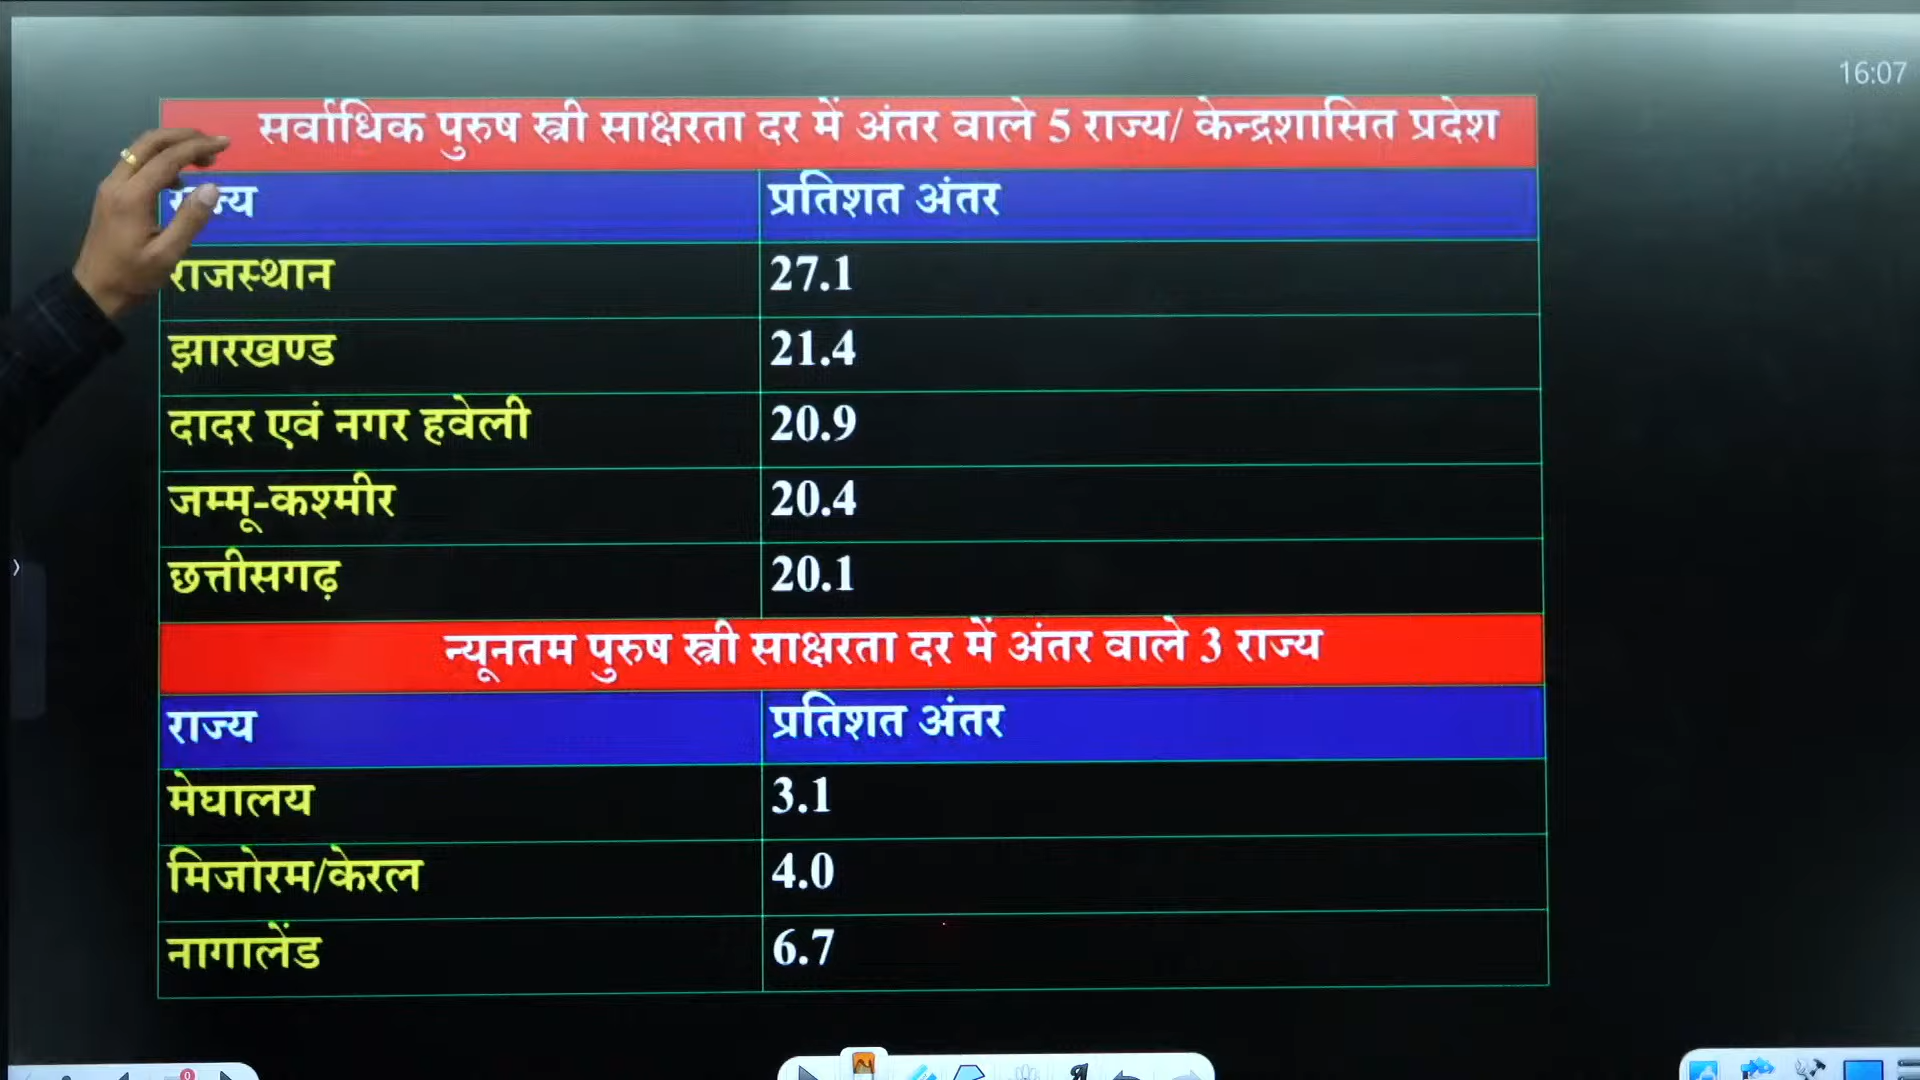 16:07
सर्वाधिक पुरुष स्त्री साक्षरता दर में अंतर वाले 5 राज्य/ केन्द्रशासित प्रदेश
राज्य प्रतिशत अंतर
राजस्थान 27.1
झारखण्ड 21.4
दादर एवं नगर हवेली 20.9
जम्मू-कश्मीर 20.4
छत्तीसगढ़ 20.1
न्यूनतम पुरुष स्त्री साक्षरता दर में अंतर वाले 3 राज्य
राज्य प्रतिशत अंतर
मेघालय 3.1
मिजोरम/केरल 4.0
नागालेंड 6.7
0